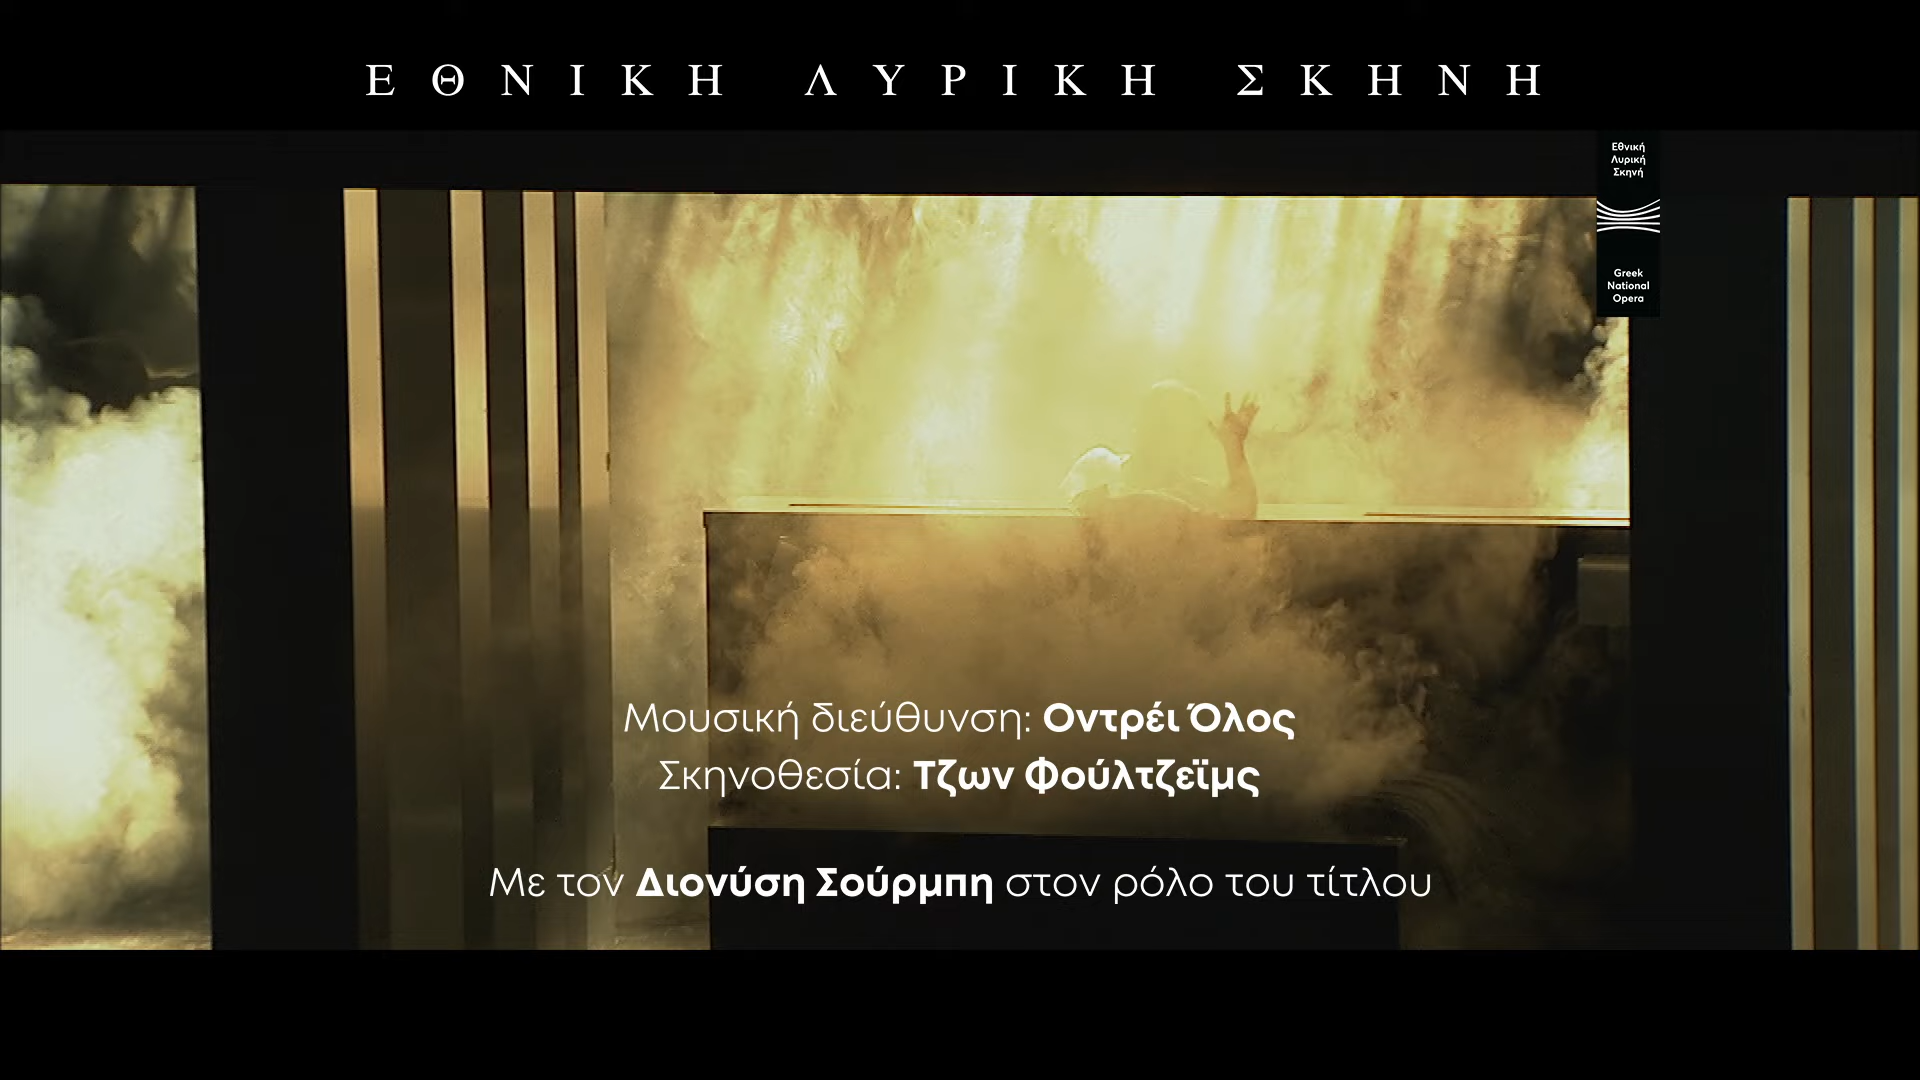 ΕΘΝΙΚΗ ΛΥΡΙΚΗ ΣΚΗΝΗ
Εθνική
Λυρική
Σκηνή
Greek
National
Opera
Μουσική διεύθυνση: Οντρέι Όλος
Σκηνοθεσία: Τζων Φούλτζεϊμς
Με τον Διονύση Σούρμπη στον ρόλο του τίτλου